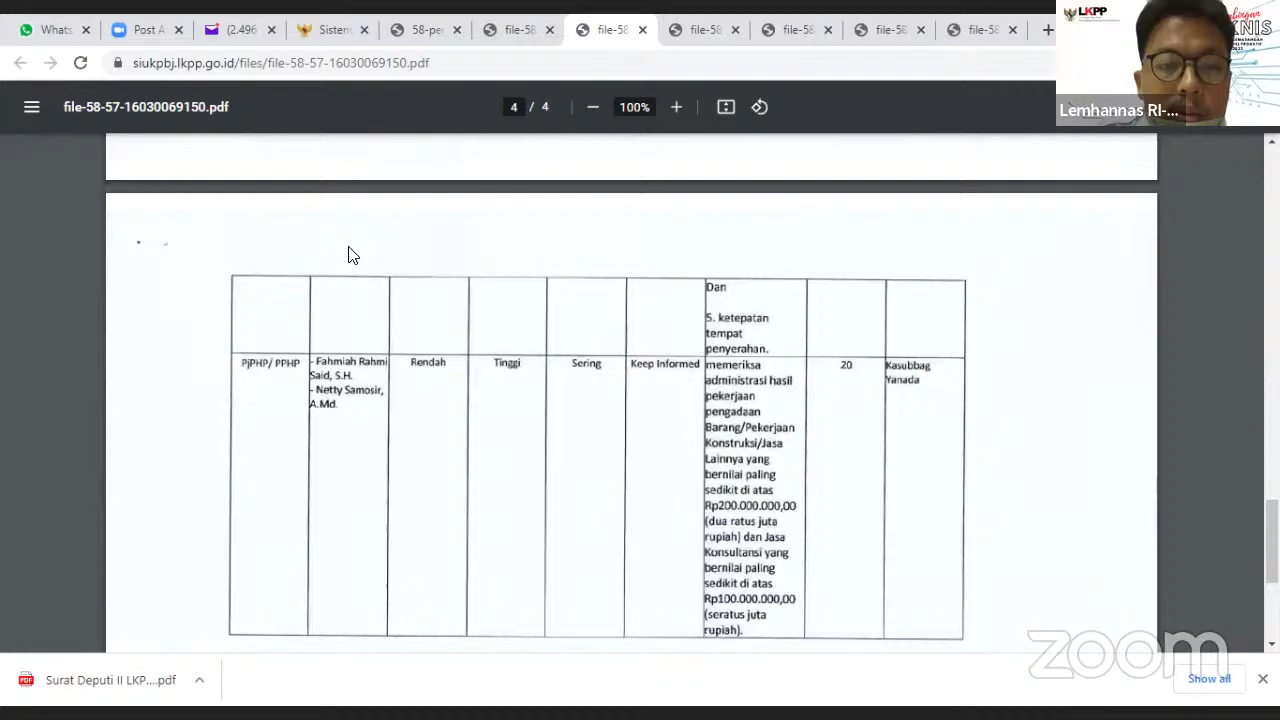 Whats
Post A
(2.496
Sistem
18-p
file-58-
file-58-
file-5
file-58-
file-58-
siukpbj.lkpp.go.id/files/file-58-57-16030069150.pdf
file-58-57-16030069150.pdf
4 / 4
100%
LKPP
KNIS
Lemhannas RI-...
Dan
5. ketepatan
tempat
penyerahan.
PjPHP/ PPHP
- Fahmiah Rahmi
Said, S.H.
- Netty Samosir,
A.Md.
Rendah
Tinggi
Sering
Keep Informed
memeriksa
administrasi hasil
pekerjaan
pengadaan
Barang/Pekerjaan
Konstruksi/Jasa
Lainnya yang
bernilai paling
sedikit di atas
Rp200.000.000,00
(dua ratus juta
rupiah) dan Jasa
Konsultansi yang
bernilai paling
sedikit di atas
Rp100.000.000,00
(seratus juta
rupiah).
20
Kasubbag
Yanada
zoom
Surat Deputi II LKP....pdf
Show all